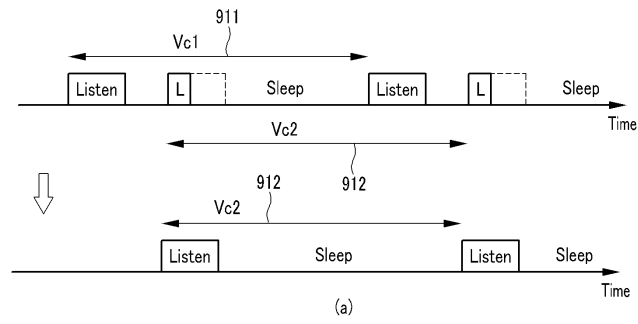 911
Vc1
Listen L Sleep Listen L Sleep
Time
Vc2
912 912
Vc2
Listen Sleep Listen Sleep
Time
(a)